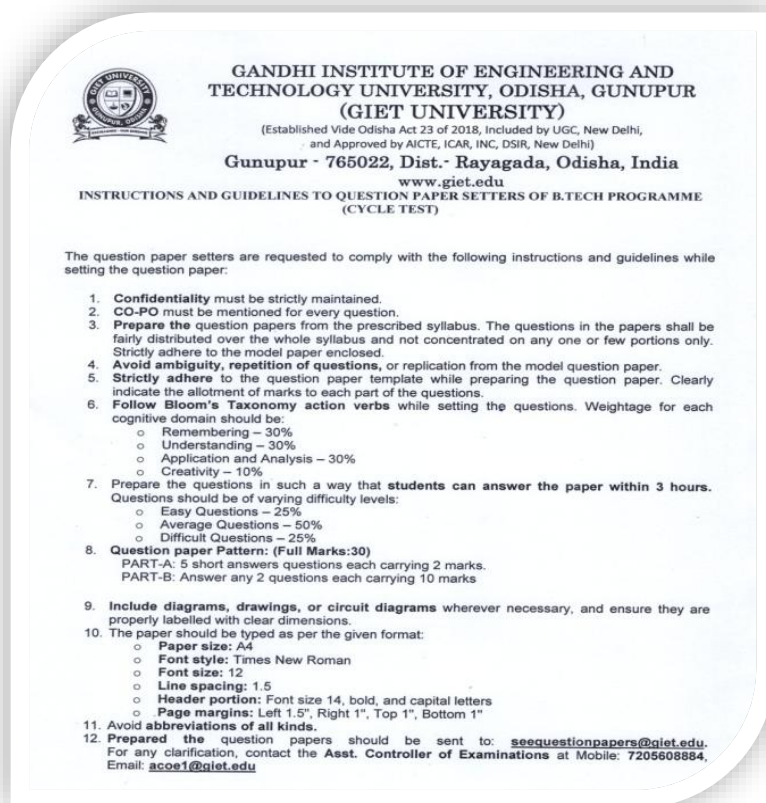 GIET UNIVERSITY
GUNUPUR, ODISHA
GANDHI INSTITUTE OF ENGINEERING AND
TECHNOLOGY UNIVERSITY, ODISHA, GUNUPUR
(GIET UNIVERSITY)
(Established Vide Odisha Act 23 of 2018, Included by UGC, New Delhi,
and Approved by AICTE, ICAR, INC, DSIR, New Delhi)
Gunupur - 765022, Dist.- Rayagada, Odisha, India
www.giet.edu
INSTRUCTIONS AND GUIDELINES TO QUESTION PAPER SETTERS OF B.TECH PROGRAMME
(CYCLE TEST)
The question paper setters are requested to comply with the following instructions and guidelines while
setting the question paper:
1. Confidentiality must be strictly maintained.
2. CO-PO must be mentioned for every question.
3. Prepare the question papers from the prescribed syllabus. The questions in the papers shall be
fairly distributed over the whole syllabus and not concentrated on any one or few portions only.
Strictly adhere to the model paper enclosed.
4. Avoid ambiguity, repetition of questions, or replication from the model question paper.
5. Strictly adhere to the question paper template while preparing the question paper. Clearly
indicate the allotment of marks to each part of the questions.
6. Follow Bloom's Taxonomy action verbs while setting the questions. Weightage for each
cognitive domain should be:
o Remembering – 30%
o Understanding – 30%
o Application and Analysis – 30%
o Creativity – 10%
7. Prepare the questions in such a way that students can answer the paper within 3 hours.
Questions should be of varying difficulty levels:
o Easy Questions – 25%
o Average Questions – 50%
o Difficult Questions – 25%
8. Question paper Pattern: (Full Marks:30)
PART-A: 5 short answers questions each carrying 2 marks.
PART-B: Answer any 2 questions each carrying 10 marks
9. Include diagrams, drawings, or circuit diagrams wherever necessary, and ensure they are
properly labelled with clear dimensions.
10. The paper should be typed as per the given format:
o Paper size: A4
o Font style: Times New Roman
o Font size: 12
o Line spacing: 1.5
o Header portion: Font size 14, bold, and capital letters
o Page margins: Left 1.5", Right 1", Top 1", Bottom 1"
11. Avoid abbreviations of all kinds.
12. Prepared the question papers should be sent to: seequestionpapers@giet.edu.
For any clarification, contact the Asst. Controller of Examinations at Mobile: 7205608884,
Email: acoe1@giet.edu